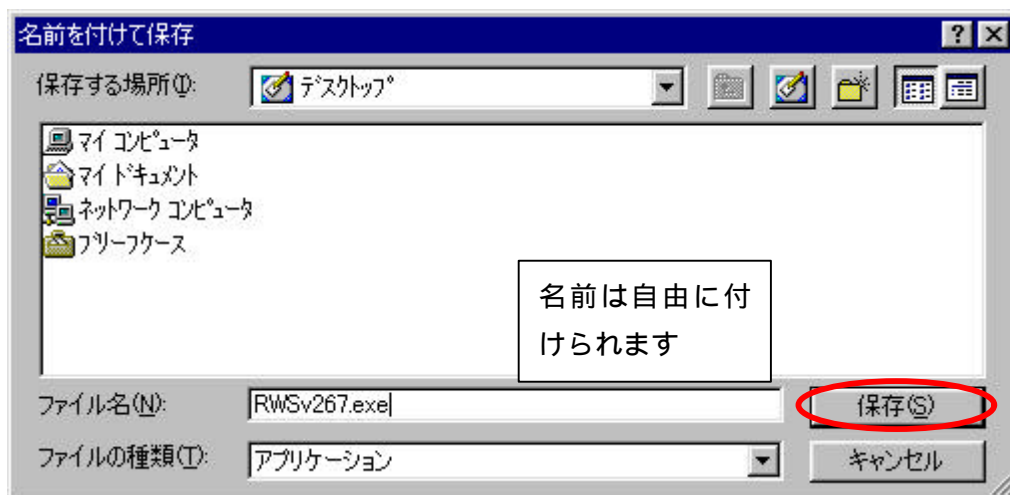 名前を付けて保存
保存する場所(I):
デスクトップ
マイ コンピュータ
マイ ドキュメント
ネットワーク コンピュータ
ブリーフケース
名前は自由に付
けられます
ファイル名(N):
RWSv267.exe
保存(S)
ファイルの種類(T):
アプリケーション
キャンセル